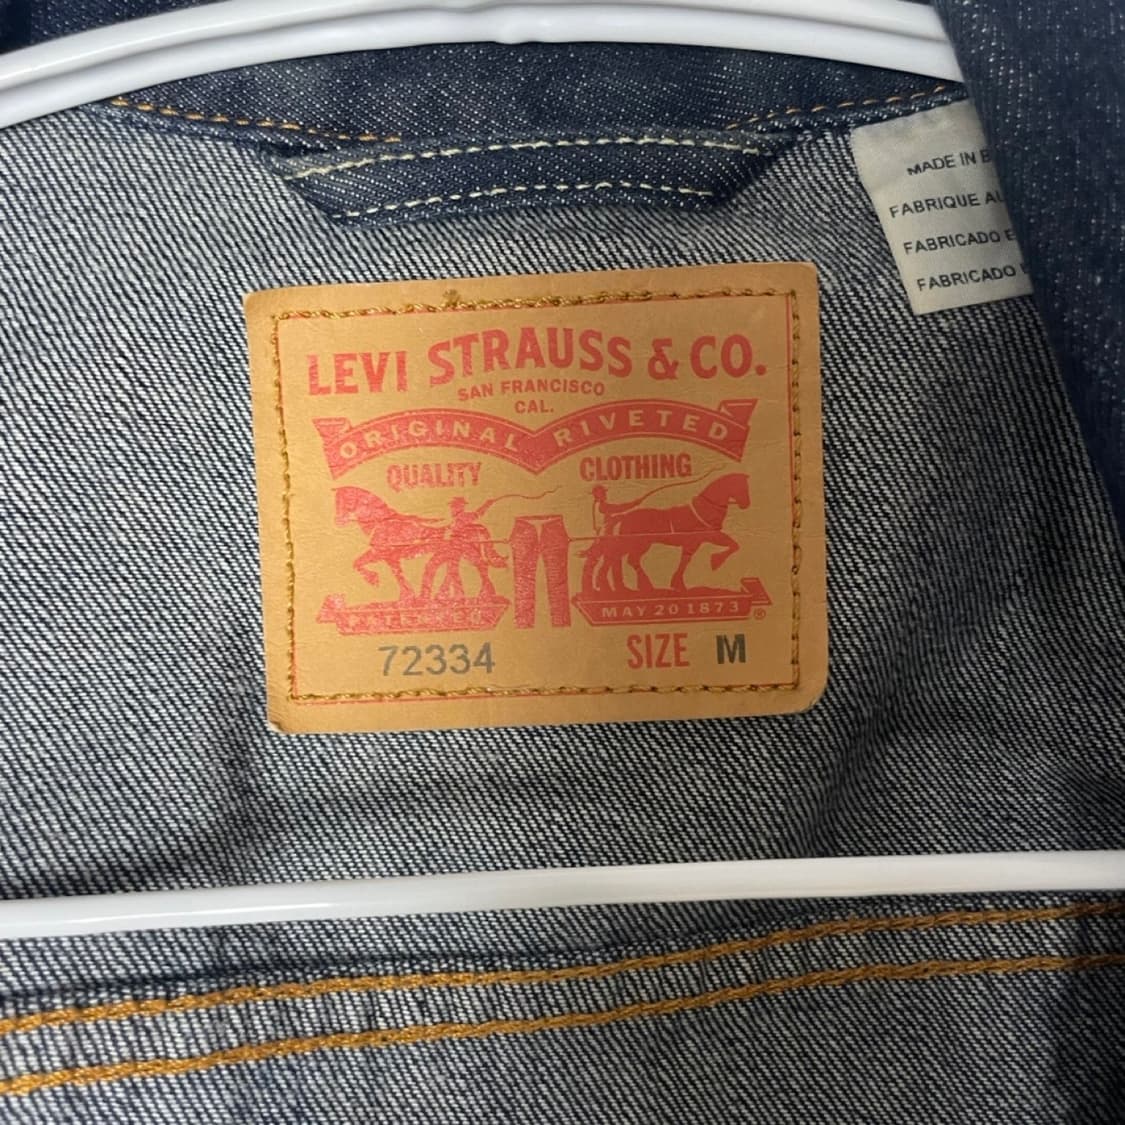 LEVI STRAUSS & CO.
SAN FRANCISCO
CAL.
ORIGINAL RIVETED
QUALITY CLOTHING
PATENTED MAY 20 1873 ®
72334 SIZE M
MADE IN
FABRIQUE
FABRICADO
FABRICADO